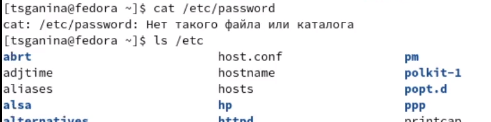 [tsganina@fedora ~]$ cat /etc/password
cat: /etc/password: Нет такого файла или каталога
[tsganina@fedora ~]$ ls /etc
abrt host.conf pm
adjtime hostname polkit-1
aliases hosts popt.d
alsa hp ppp
alternatives httpd printcap